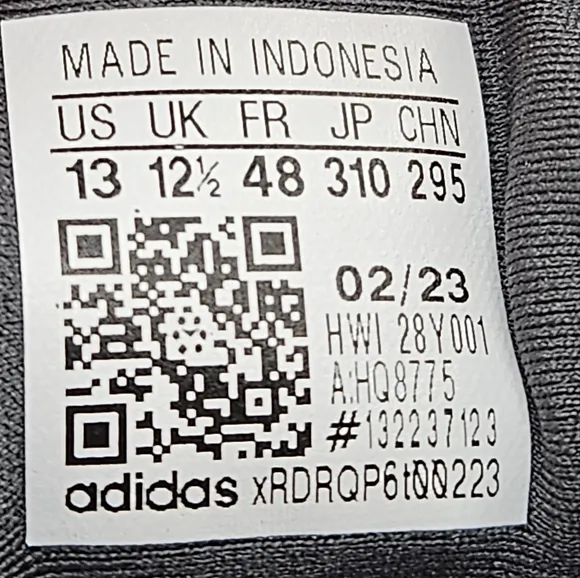 MADE IN INDONESIA
US UK FR JP CHN
13 12½ 48 310 295
02/23
HWI 28Y001
A:HQ8775
#132237123
adidas xRDRQP6t00223